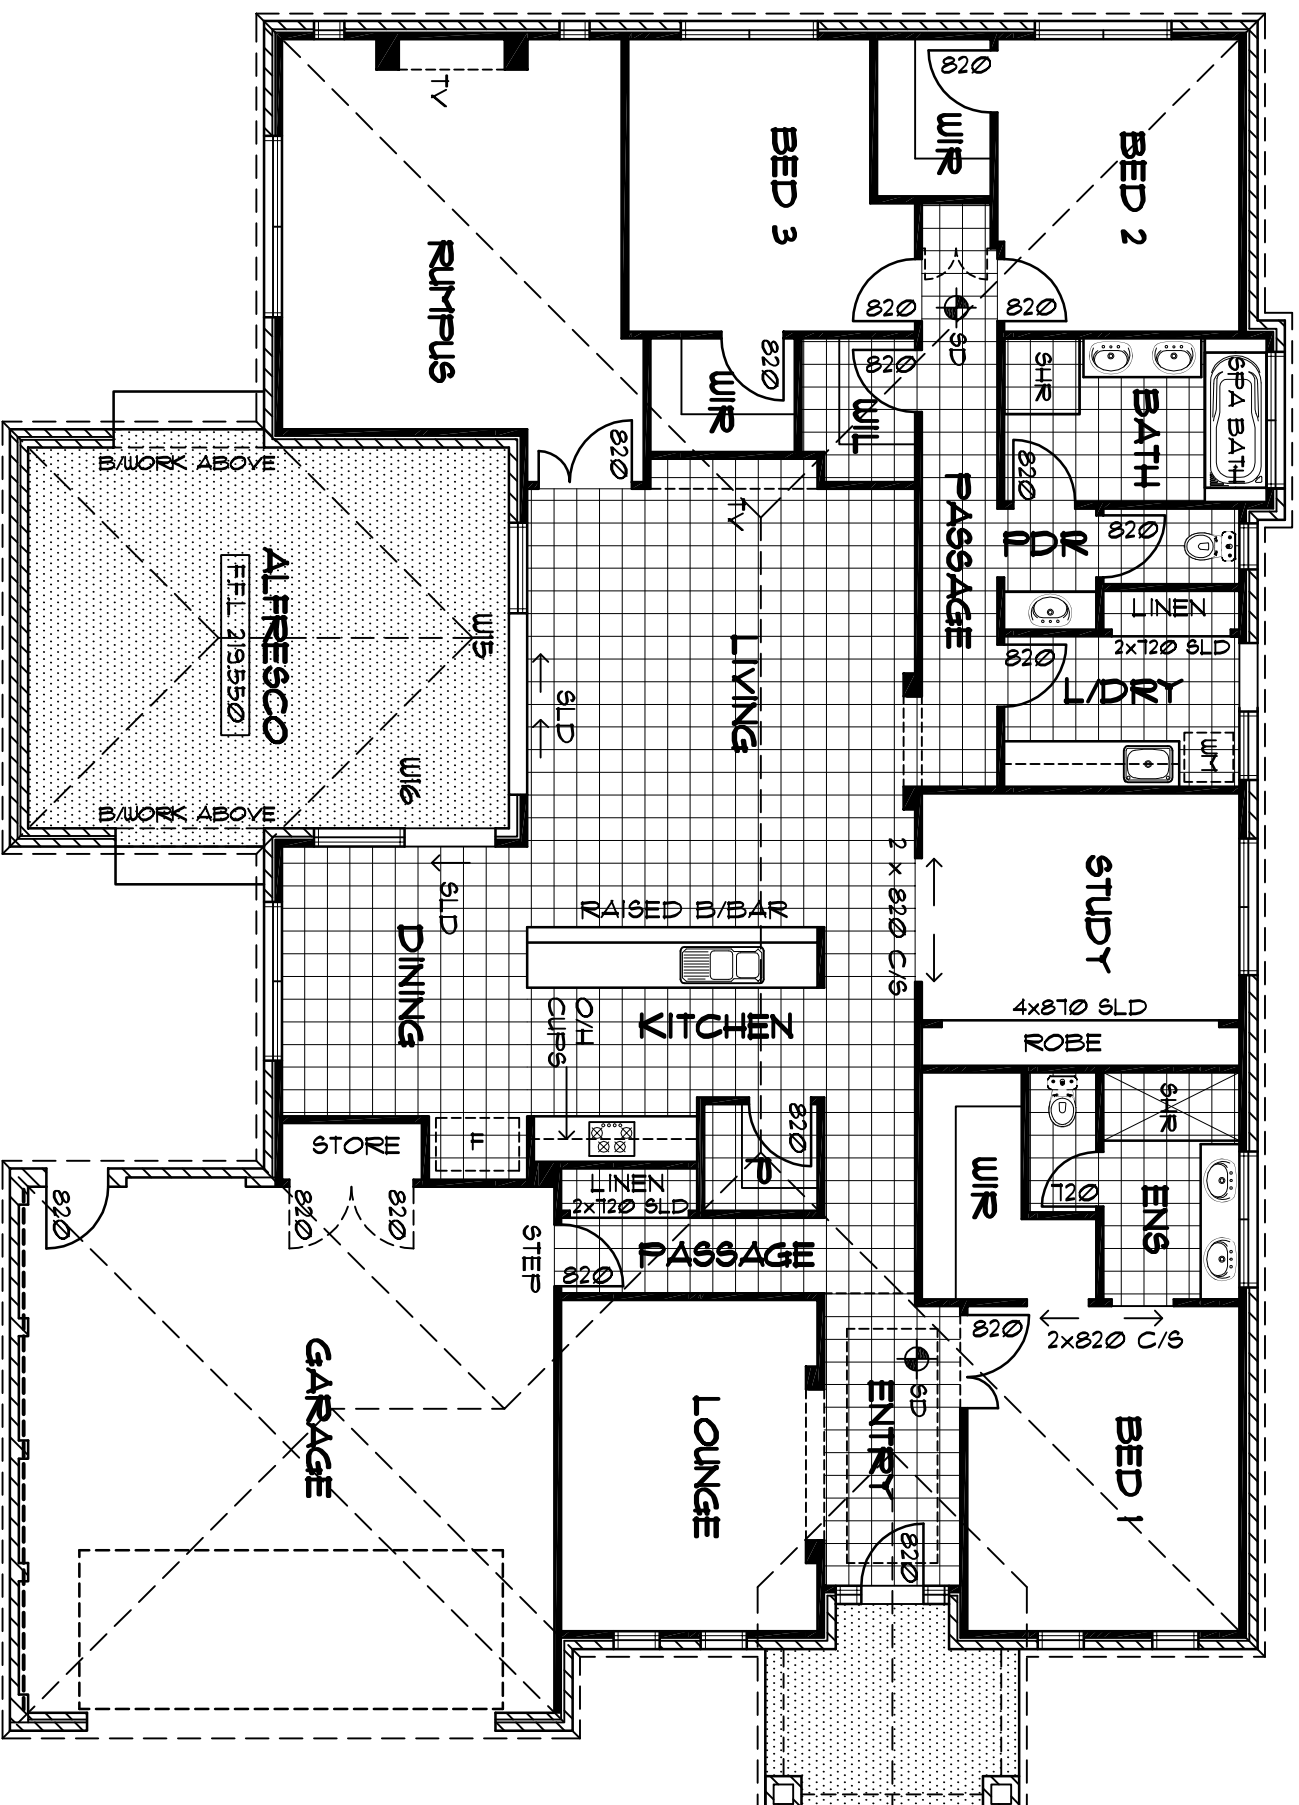 820
WIR
BED 2
BED 3
TV
RUMPUS
820
820
SD
820
WIR
820
WIL
SHR
BATH
SPA BATH
820
820
B/WORK ABOVE
TV
PASSAGE
PDR
820
ALFRESCO
F.F.L 219.550
W15
LIVING
LINEN
2x720 SLD
820
L/DRY
SLD
WM
W16
B/WORK ABOVE
2 x 820 C/S
STUDY
SLD
RAISED B/BAR
DINING
KITCHEN
O/H
CUPS
4x870 SLD
ROBE
SHR
820
STORE
F
P
LINEN
2x720 SLD
WIR
720
ENS
820
820
820
STEP
820
PASSAGE
820
2x820 C/S
GARAGE
LOUNGE
SD
ENTRY
BED 1
820